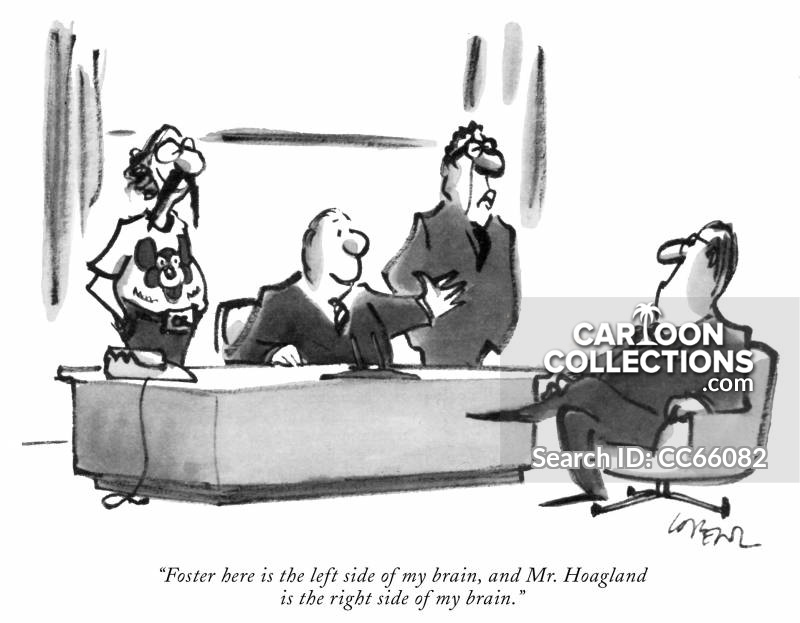 CARTOON
COLLECTIONS
.com
Search ID: CC66082
LORENZ
“Foster here is the left side of my brain, and Mr. Hoagland
is the right side of my brain.”